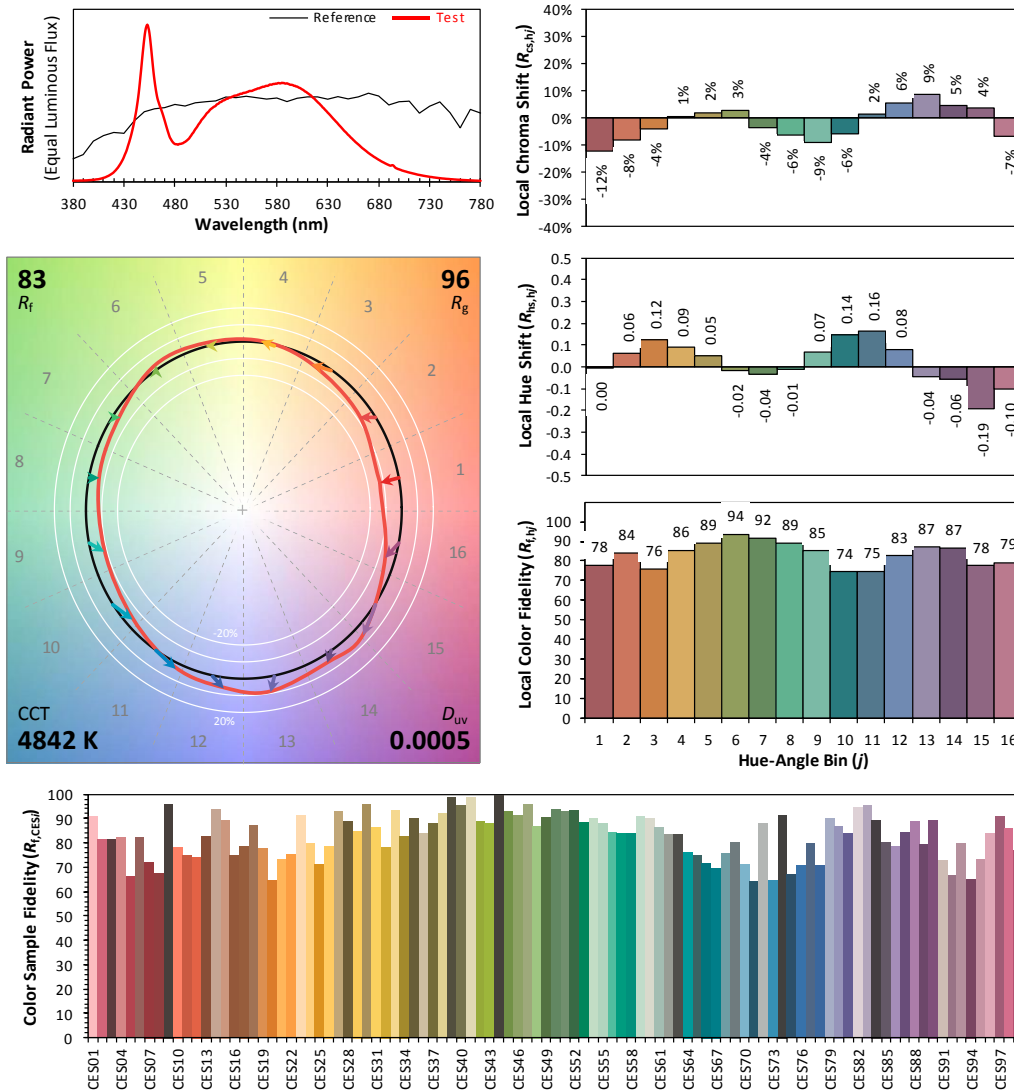 Reference Test
Radiant Power
(Equal Luminous Flux)
380 430 480 530 580 630 680 730 780
Wavelength (nm)
Local Chroma Shift (Rcs,hj)
40%
30%
20%
10%
0%
-10%
-20%
-30%
-40%
-12% -8% -4% 1% 2% 3% -4% -6% -9% -6% 2% 6% 9% 5% 4% -7%
83
Rf
96
Rg
5 4
6 3
7 2
8 1
9 16
10 15
11 14
12 13
-20%
20%
CCT
4842 K
Duv
0.0005
Local Hue Shift (Rhs,hj)
0.5
0.4
0.3
0.2
0.1
0.0
-0.1
-0.2
-0.3
-0.4
-0.5
0.00 0.06 0.12 0.09 0.05 -0.02 -0.04 -0.01 0.07 0.14 0.16 0.08 -0.04 -0.06 -0.19 -0.10
Local Color Fidelity (Rf,hj)
100
90
80
70
60
50
40
30
20
10
0
78 84 76 86 89 94 92 89 85 74 75 83 87 87 78 79
1 2 3 4 5 6 7 8 9 10 11 12 13 14 15 16
Hue-Angle Bin (j)
Color Sample Fidelity (Rf,CESi)
100
90
80
70
60
50
40
30
20
10
0
CES01 CES04 CES07 CES10 CES13 CES16 CES19 CES22 CES25 CES28 CES31 CES34 CES37 CES40 CES43 CES46 CES49 CES52 CES55 CES58 CES61 CES64 CES67 CES70 CES73 CES76 CES79 CES82 CES85 CES88 CES91 CES94 CES97